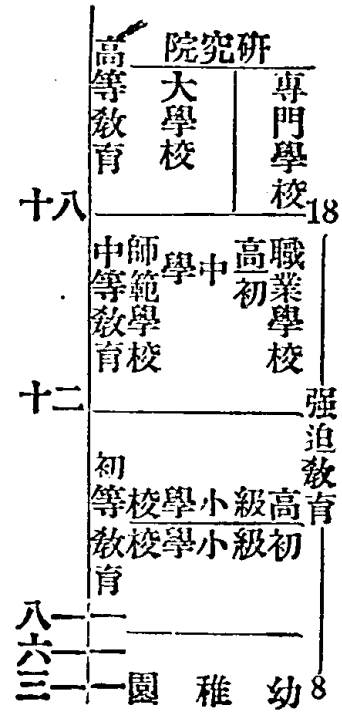 研究院
專門學校
大學校
高等教育
18
十八
職業學校
高初
中學
師範學校
中等教育
强迫教育
十二
高級小學校
初級小學校
初等教育
八
六
三
幼稚園
8